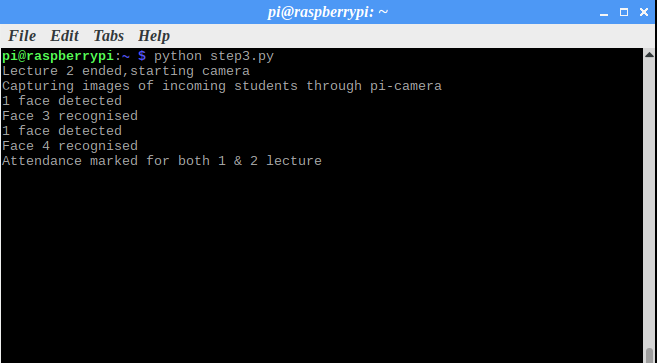 pi@raspberrypi: ~
File Edit Tabs Help
pi@raspberrypi:~ $ python step3.py
Lecture 2 ended,starting camera
Capturing images of incoming students through pi-camera
1 face detected
Face 3 recognised
1 face detected
Face 4 recognised
Attendance marked for both 1 & 2 lecture